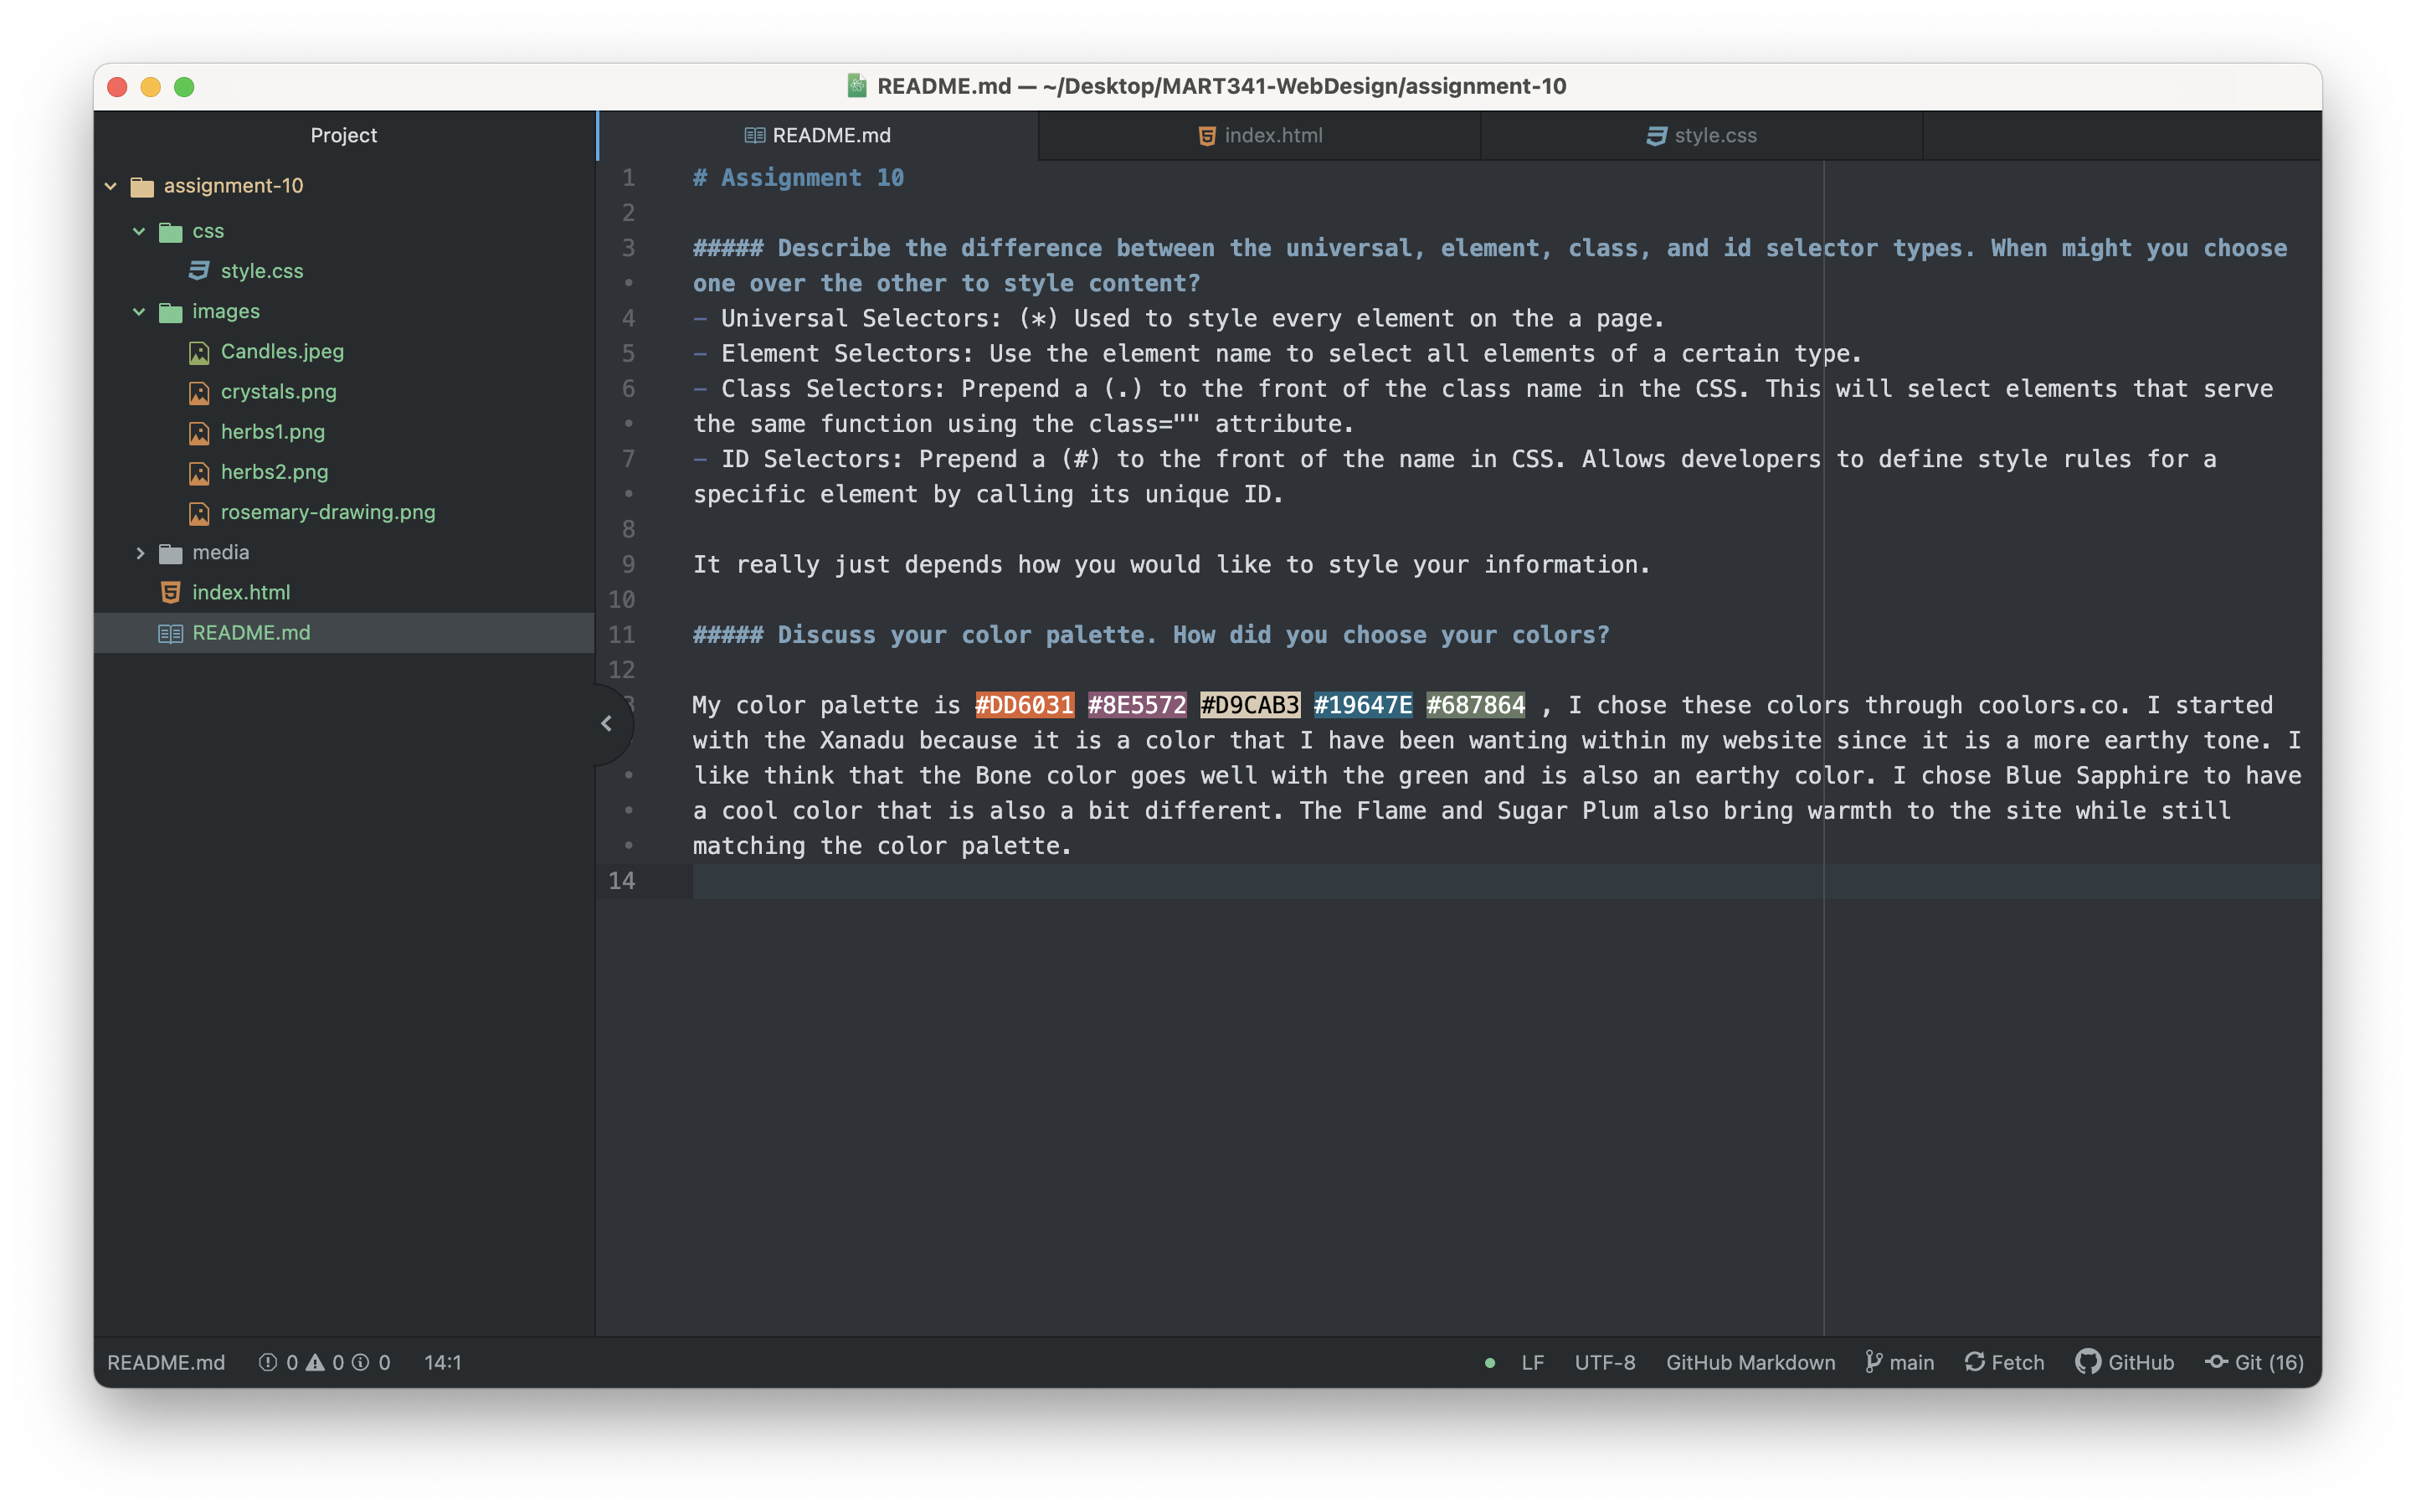 README.md — ~/Desktop/MART341-WebDesign/assignment-10
Project
README.md
index.html
style.css
assignment-10
css
style.css
images
Candles.jpeg
crystals.png
herbs1.png
herbs2.png
rosemary-drawing.png
media
index.html
README.md
1 # Assignment 10
2
3 ##### Describe the difference between the universal, element, class, and id selector types. When might you choose
• one over the other to style content?
4 - Universal Selectors: (*) Used to style every element on the a page.
5 - Element Selectors: Use the element name to select all elements of a certain type.
6 - Class Selectors: Prepend a (.) to the front of the class name in the CSS. This will select elements that serve
• the same function using the class="" attribute.
7 - ID Selectors: Prepend a (#) to the front of the name in CSS. Allows developers to define style rules for a
• specific element by calling its unique ID.
8
9 It really just depends how you would like to style your information.
10
11 ##### Discuss your color palette. How did you choose your colors?
12
3 My color palette is #DD6031 #8E5572 #D9CAB3 #19647E #687864 , I chose these colors through coolors.co. I started
with the Xanadu because it is a color that I have been wanting within my website since it is a more earthy tone. I
• like think that the Bone color goes well with the green and is also an earthy color. I chose Blue Sapphire to have
• a cool color that is also a bit different. The Flame and Sugar Plum also bring warmth to the site while still
• matching the color palette.
14
README.md 0 0 0 14:1 LF UTF-8 GitHub Markdown main Fetch GitHub Git (16)